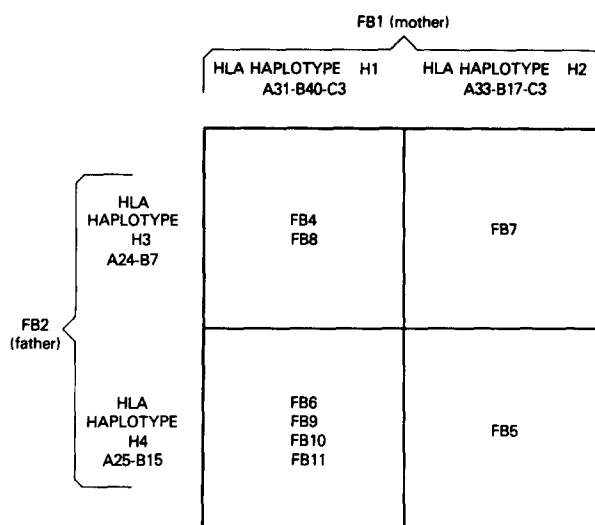 FB1 (mother)
HLA HAPLOTYPE H1
A31-B40-C3
HLA HAPLOTYPE H2
A33-B17-C3
FB2
(father)
HLA
HAPLOTYPE
H3
A24-B7
FB4
FB8
FB7
HLA
HAPLOTYPE
H4
A25-B15
FB6
FB9
FB10
FB11
FB5